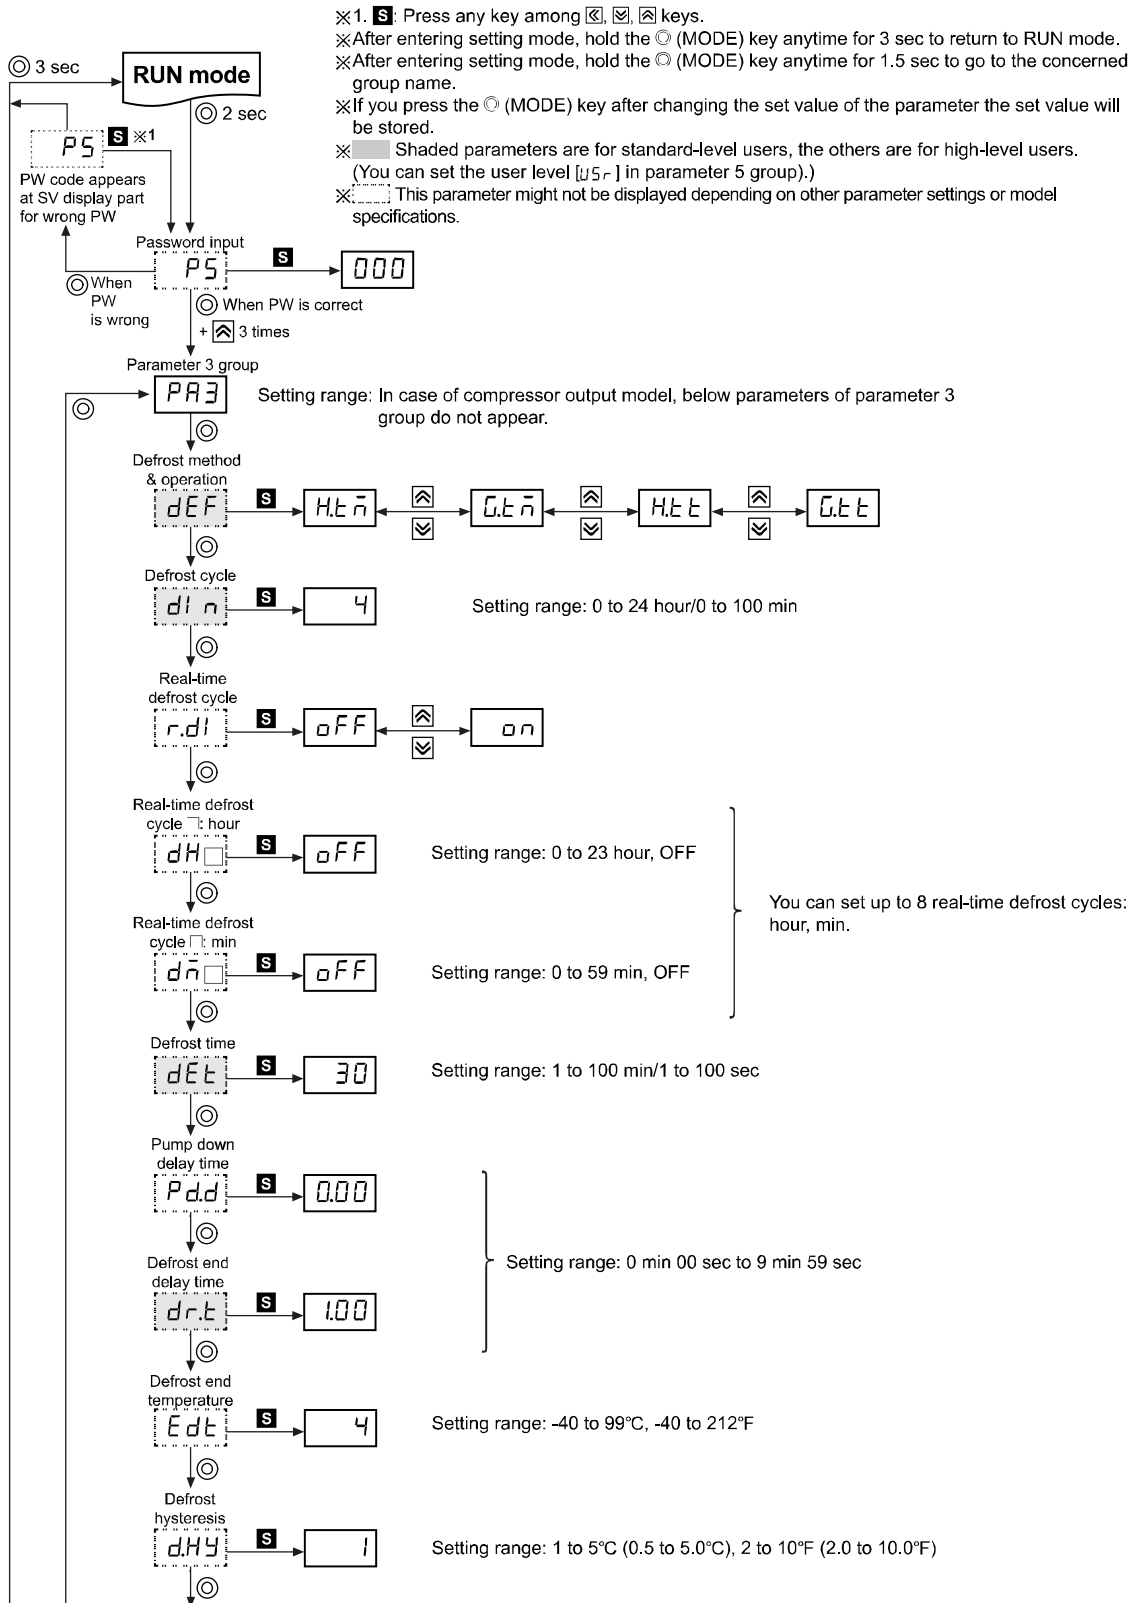 ※1. S: Press any key among ≪, ︾, ︽ keys.
※After entering setting mode, hold the ◎ (MODE) key anytime for 3 sec to return to RUN mode.
※After entering setting mode, hold the ◎ (MODE) key anytime for 1.5 sec to go to the concerned
group name.
※If you press the ◎ (MODE) key after changing the set value of the parameter the set value will
be stored.
※ Shaded parameters are for standard-level users, the others are for high-level users.
(You can set the user level [USr] in parameter 5 group).)
※ This parameter might not be displayed depending on other parameter settings or model
specifications.
◎ 3 sec
RUN mode
◎ 2 sec
PS
S ※1
PW code appears
at SV display part
for wrong PW
Password input
PS
S
000
◎ When
PW
is wrong
◎ When PW is correct
+ ︽ 3 times
Parameter 3 group
PA3
◎
Setting range: In case of compressor output model, below parameters of parameter 3
group do not appear.
◎
Defrost method
& operation
dEF
S
H.tm
︽
︾
G.tm
︽
︾
H.tt
︽
︾
G.tt
◎
Defrost cycle
dIn
S
4
Setting range: 0 to 24 hour/0 to 100 min
◎
Real-time
defrost cycle
r.dI
S
oFF
︽
︾
on
◎
Real-time defrost
cycle □: hour
dH□
S
oFF
Setting range: 0 to 23 hour, OFF
◎
Real-time defrost
cycle □: min
dm□
S
oFF
Setting range: 0 to 59 min, OFF
You can set up to 8 real-time defrost cycles:
hour, min.
◎
Defrost time
dEt
S
30
Setting range: 1 to 100 min/1 to 100 sec
◎
Pump down
delay time
Pd.d
S
0.00
◎
Defrost end
delay time
dr.t
S
1.00
Setting range: 0 min 00 sec to 9 min 59 sec
◎
Defrost end
temperature
Edt
S
4
Setting range: -40 to 99°C, -40 to 212°F
◎
Defrost
hysteresis
d.HY
S
1
Setting range: 1 to 5°C (0.5 to 5.0°C), 2 to 10°F (2.0 to 10.0°F)
◎